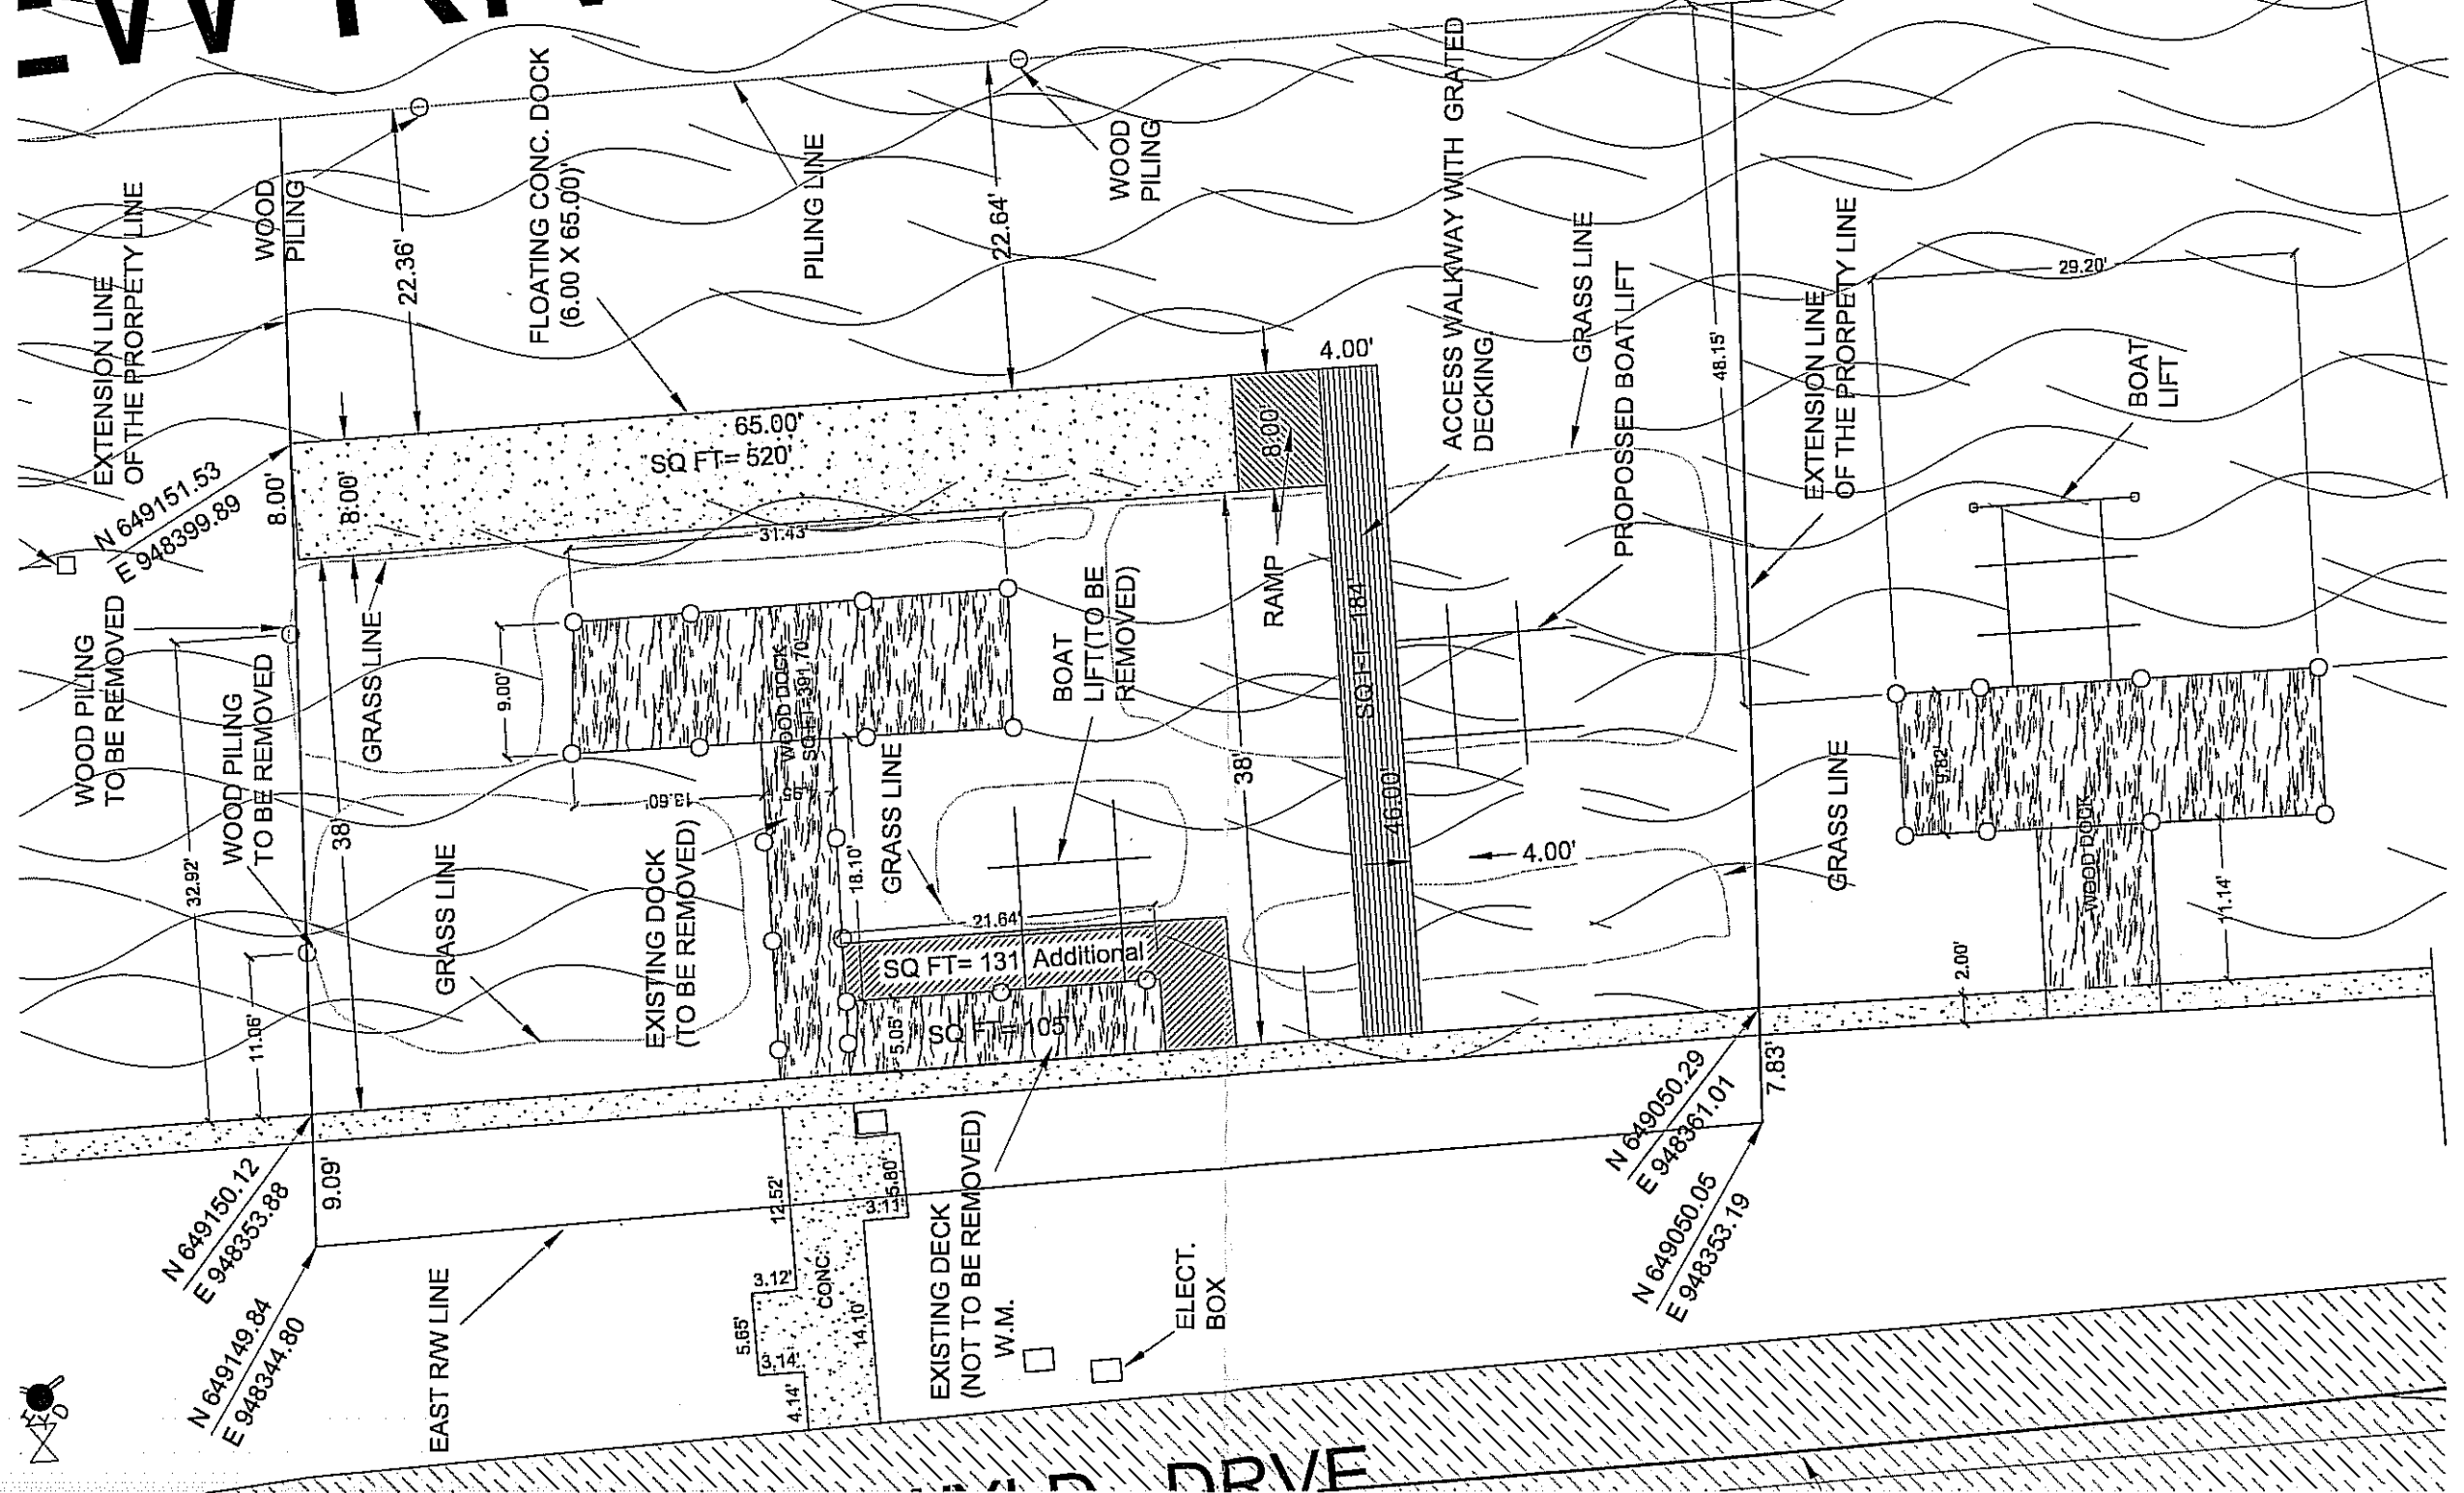 EXTENSION LINE
OF THE PRORPETY LINE
WOOD
PILING
22.36'
FLOATING CONC. DOCK
(6.00 X 65.00)'
PILING LINE
22.64'
WOOD
PILING
ACCESS WALKWAY WITH GRATED
DECKING.
GRASS LINE
PROPOSSED BOAT LIFT
48.15'
EXTENSION LINE
OF THE PRORPETY LINE
29.20'
BOAT
LIFT
N 649151.53
E 948399.89
8.00'
8.00'
65.00'
SQ FT= 520'
8.00'
4.00'
WOOD PILING
TO BE REMOVED
WOOD PILING
TO BE REMOVED
GRASS LINE
31.43'
9.00'
WOOD DOCK
SQ FT=391.70'
BOAT
LIFT(TO BE
REMOVED)
RAMP
SQ FT= 184'
46.00'
4.00'
38'
38'
32.92'
11.06'
GRASS LINE
EXISTING DOCK
(TO BE REMOVED)
13.60'
18.10'
GRASS LINE
21.64'
SQ FT= 131 Additional
SQ FT= 105'
5.05'
GRASS LINE
9.82'
WOOD DOCK
11.14'
2.00'
N 649150.12
E 948353.88
9.09'
N 649149.84
E 948344.80
EAST R/W LINE
12.52'
5.80'
3.11'
CONC.
3.12'
5.65'
3.14'
14.10'
4.14'
EXISTING DECK
(NOT TO BE REMOVED)
W.M.
ELECT.
BOX
N 649050.29
E 948361.01
7.83'
N 649050.05
E 948353.19
DRVE